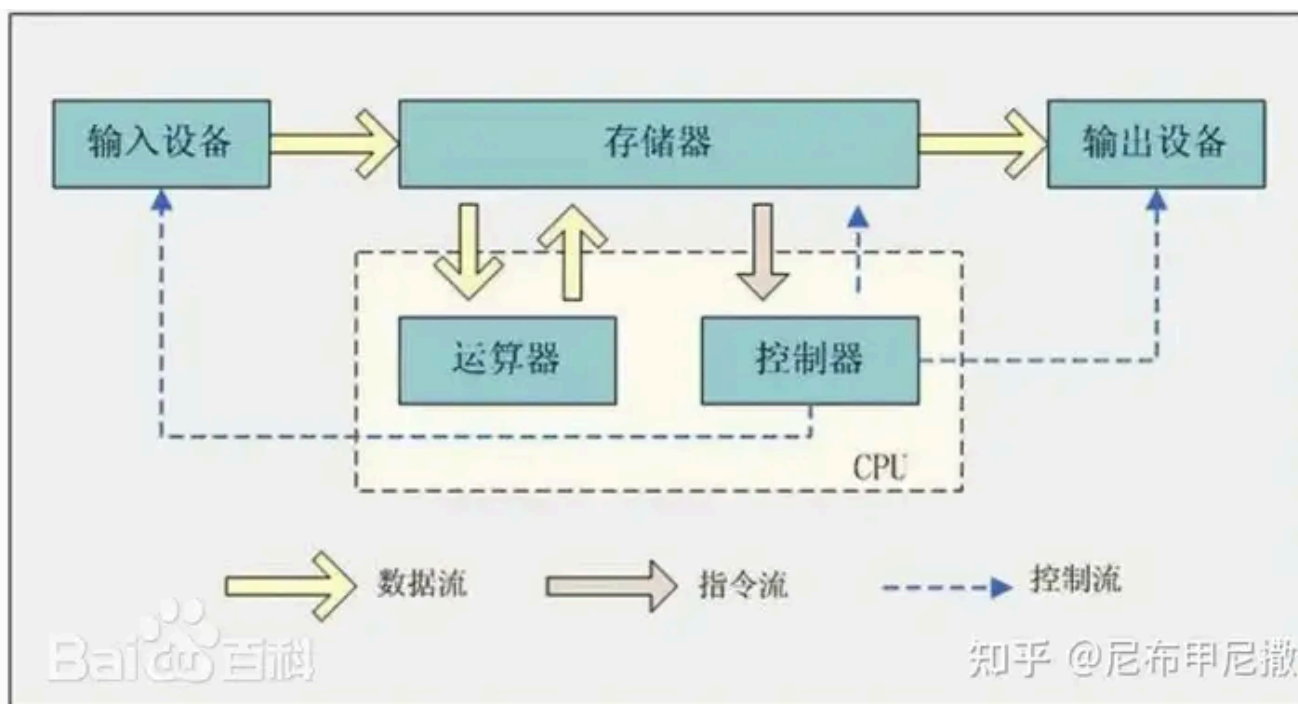 输入设备
存储器
输出设备
运算器
控制器
CPU
数据流
指令流
控制流
Baidu百科
知乎 @尼布甲尼撒